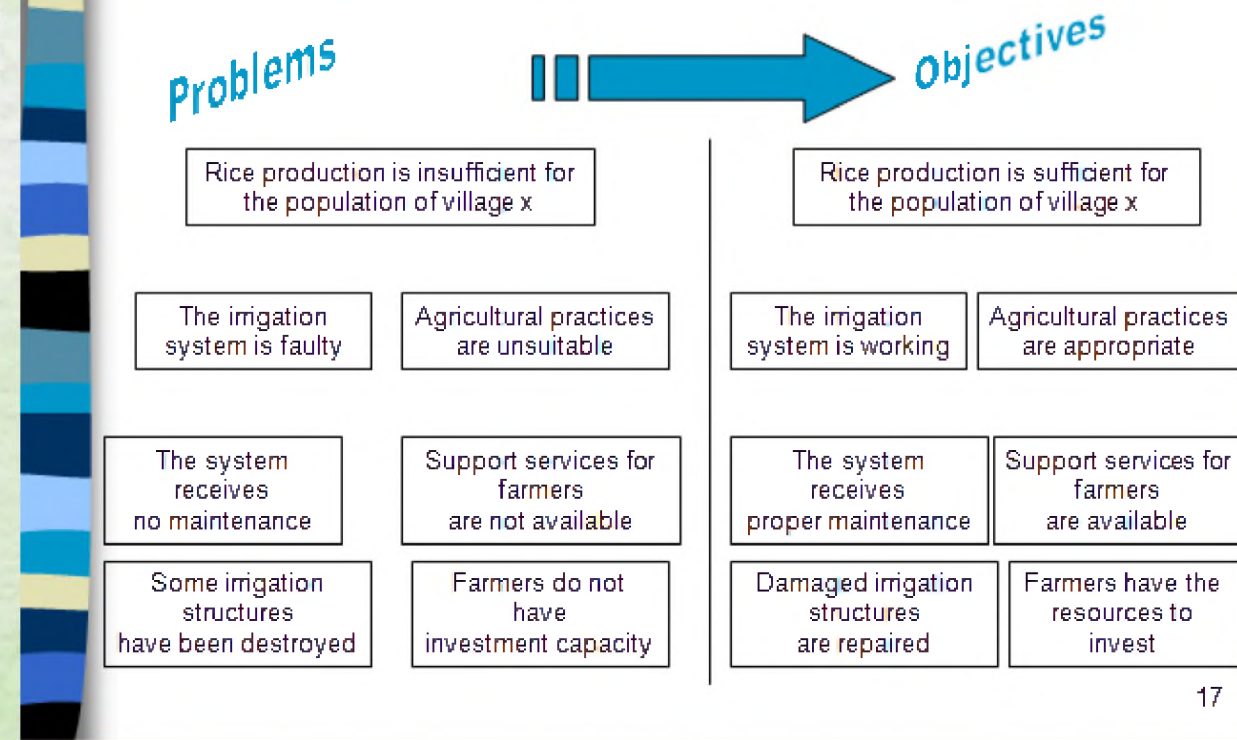 Problems
Objectives
Rice production is insufficient for
the population of village x
Rice production is sufficient for
the population of village x
The irrigation
system is faulty
Agricultural practices
are unsuitable
The irrigation
system is working
Agricultural practices
are appropriate
The system
receives
no maintenance
Support services for
farmers
are not available
The system
receives
proper maintenance
Support services for
farmers
are available
Some irrigation
structures
have been destroyed
Farmers do not
have
investment capacity
Damaged irrigation
structures
are repaired
Farmers have the
resources to
invest
17